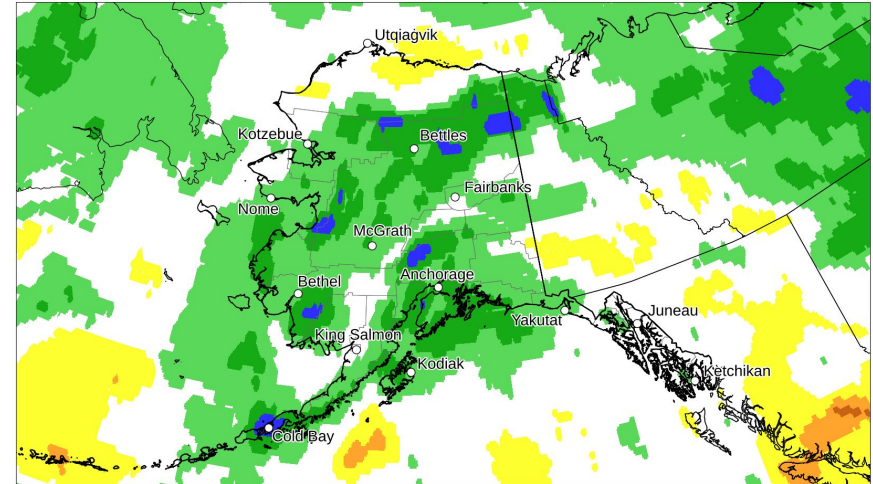 Utqiaġvik
Kotzebue
Bettles
Nome
Fairbanks
McGrath
Bethel
Anchorage
King Salmon
Yakutat
Juneau
Kodiak
Ketchikan
Cold Bay